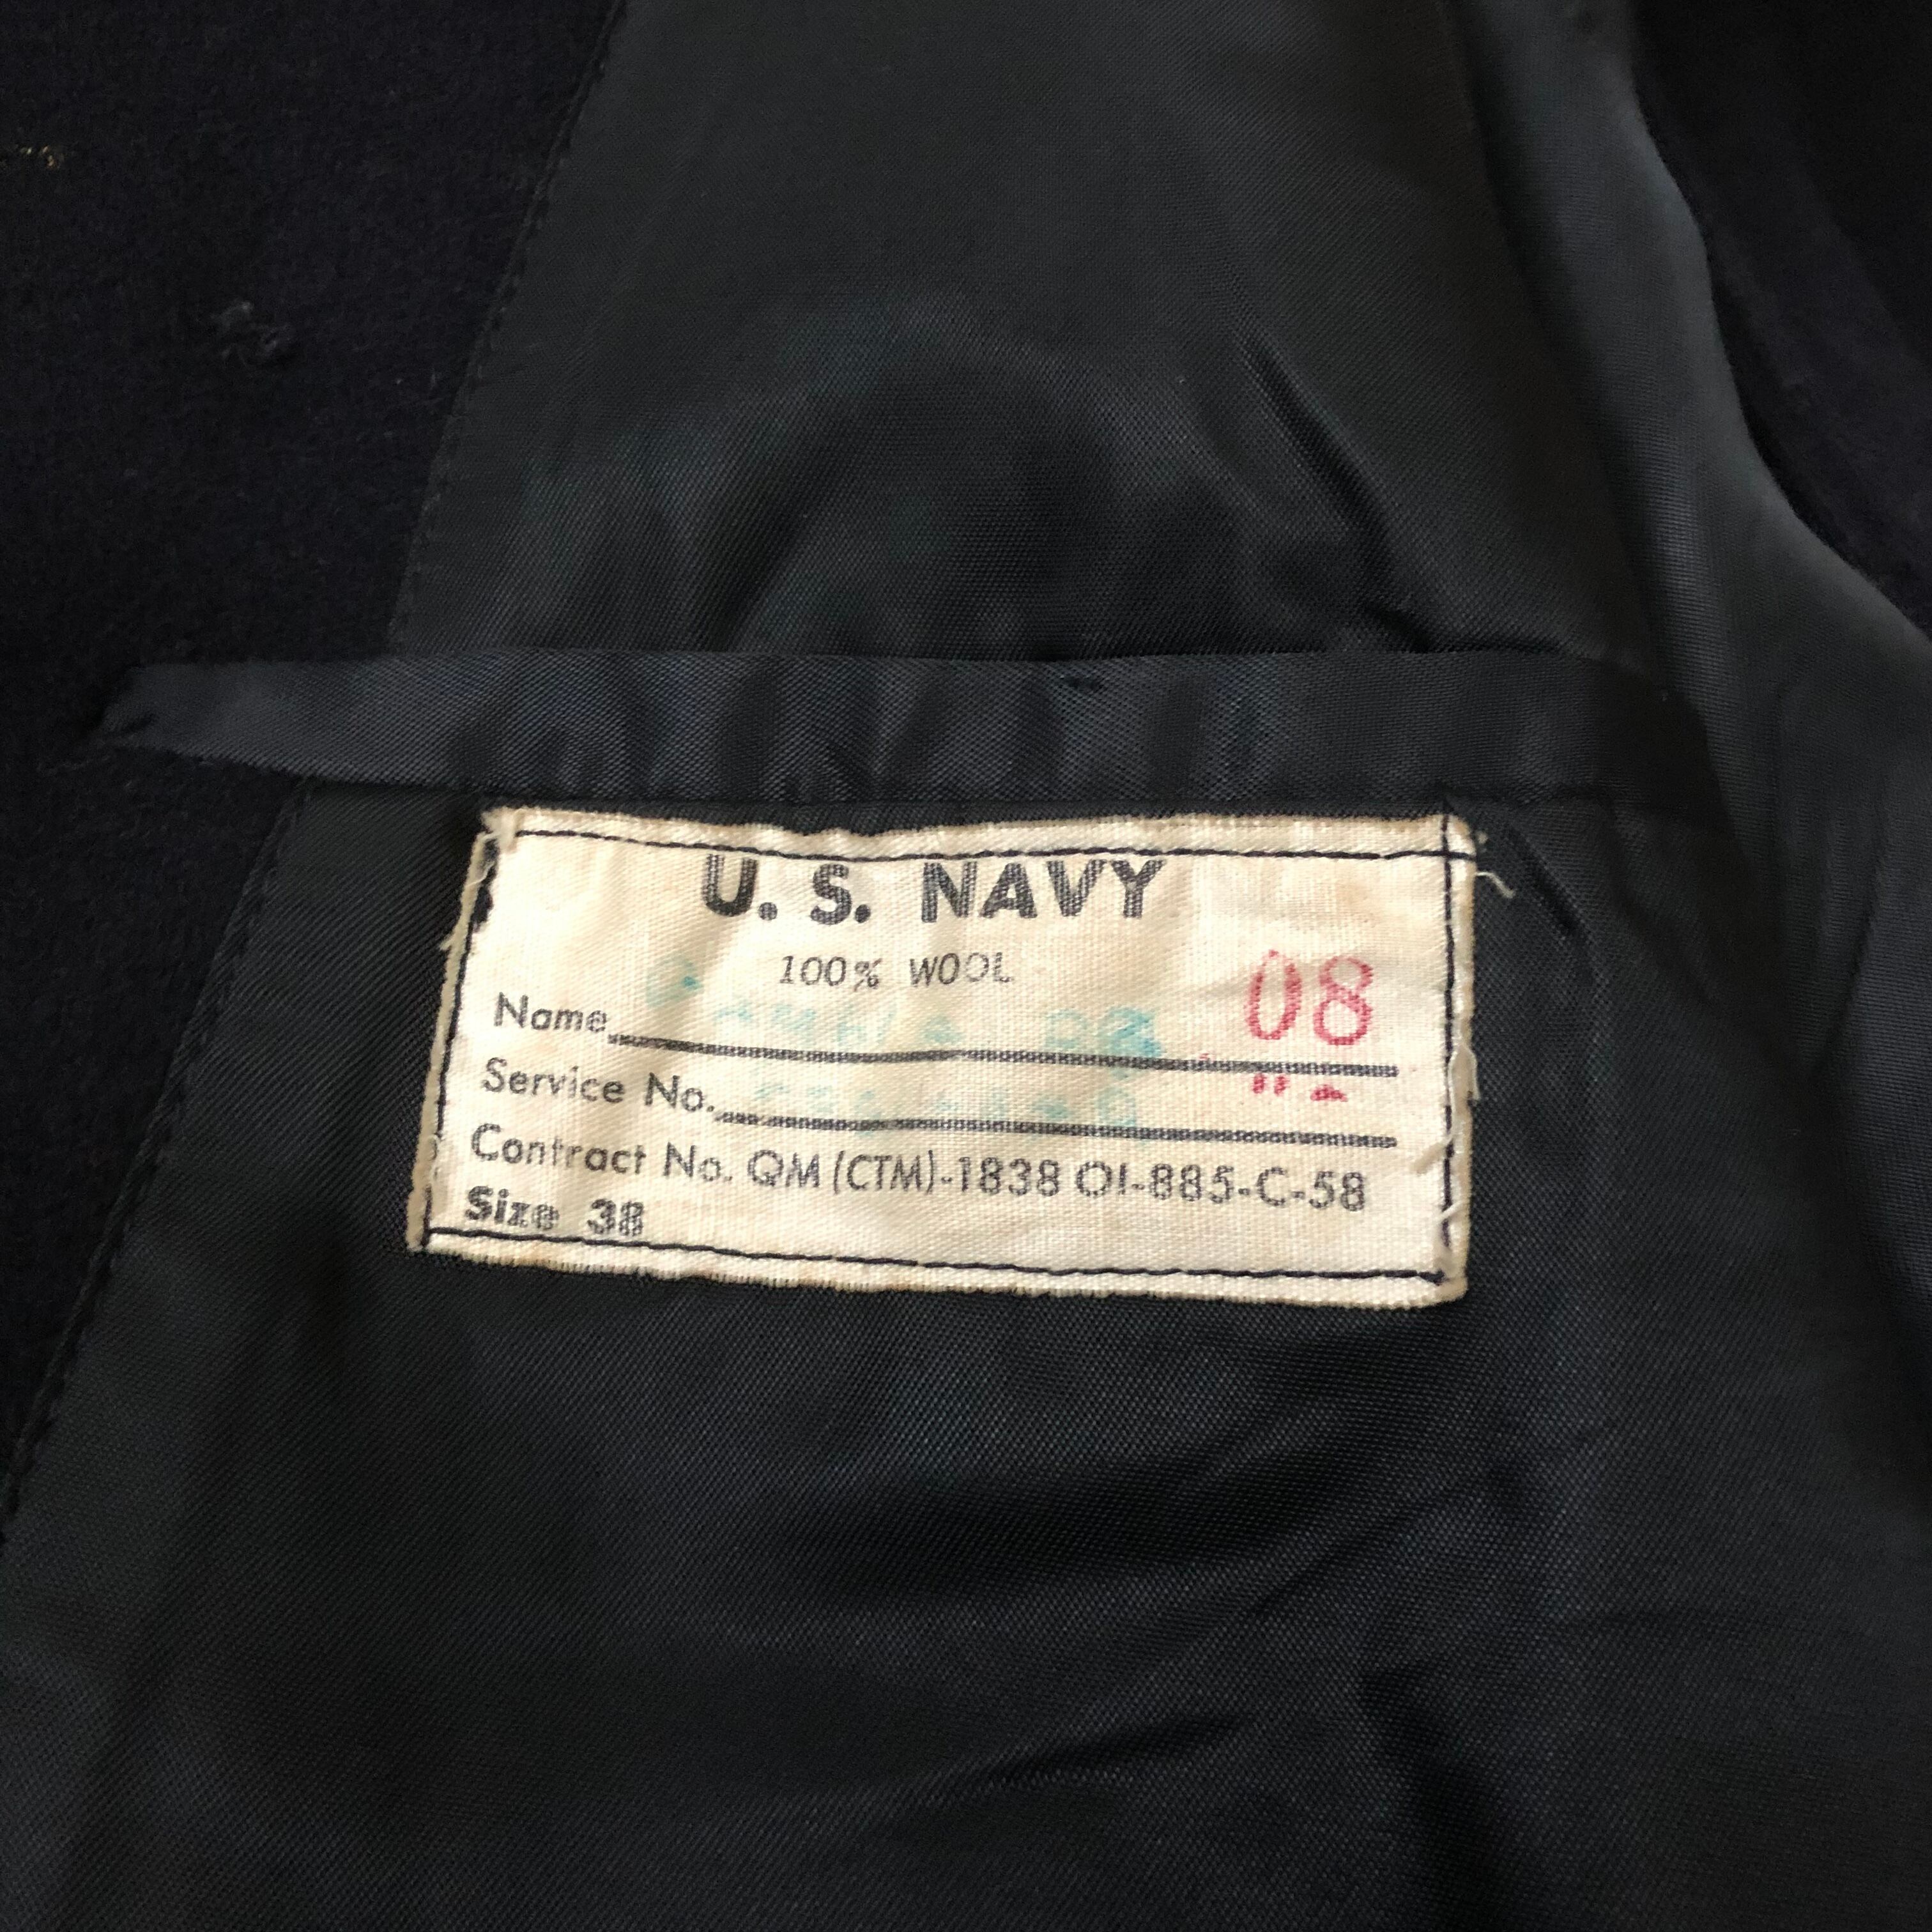 U. S. NAVY
100% WOOL
08
Name
Service No.
Contract No. QM (CTM)-1838 OI-885-C-58
Size 38